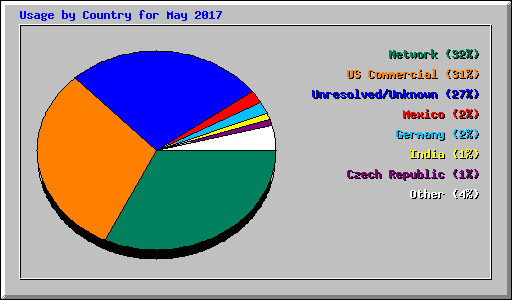 Usage by Country for May 2017
Network (32%)
US Commercial (31%)
Unresolved/Unknown (27%)
Mexico (2%)
Germany (2%)
India (1%)
Czech Republic (1%)
Other (4%)